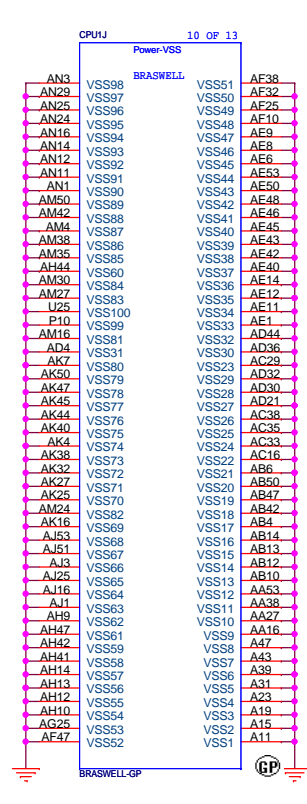 CPU1J 10 OF 13
Power-VSS
BRASWELL
AN3 VSS98 VSS51 AF38
AN29 VSS97 VSS50 AF32
AN25 VSS96 VSS49 AF25
AN24 VSS95 VSS48 AF10
AN16 VSS94 VSS47 AE9
AN14 VSS93 VSS46 AE8
AN12 VSS92 VSS45 AE6
AN11 VSS91 VSS44 AE53
AN1 VSS90 VSS43 AE50
AM50 VSS89 VSS42 AE48
AM42 VSS88 VSS41 AE46
AM4 VSS87 VSS40 AE45
AM38 VSS86 VSS39 AE43
AM35 VSS85 VSS38 AE42
AH44 VSS60 VSS37 AE40
AM30 VSS84 VSS36 AE14
AM27 VSS83 VSS35 AE12
U25 VSS100 VSS34 AE11
P10 VSS99 VSS33 AE1
AM16 VSS81 VSS32 AD44
AD4 VSS31 VSS30 AD36
AK7 VSS80 VSS23 AC29
AK50 VSS79 VSS29 AD32
AK47 VSS78 VSS28 AD30
AK45 VSS77 VSS27 AD21
AK44 VSS76 VSS26 AC38
AK40 VSS75 VSS25 AC35
AK4 VSS74 VSS24 AC33
AK38 VSS73 VSS22 AC16
AK32 VSS72 VSS21 AB6
AK27 VSS71 VSS20 AB50
AK25 VSS70 VSS19 AB47
AM24 VSS82 VSS18 AB42
AK16 VSS69 VSS17 AB4
AJ53 VSS68 VSS16 AB14
AJ51 VSS67 VSS15 AB13
AJ3 VSS66 VSS14 AB12
AJ25 VSS65 VSS13 AB10
AJ16 VSS64 VSS12 AA53
AJ1 VSS63 VSS11 AA38
AH9 VSS62 VSS10 AA27
AH47 VSS61 VSS9 AA16
AH42 VSS59 VSS8 A47
AH41 VSS58 VSS7 A43
AH14 VSS57 VSS6 A39
AH13 VSS56 VSS5 A31
AH12 VSS55 VSS4 A23
AH10 VSS54 VSS3 A19
AG25 VSS53 VSS2 A15
AF47 VSS52 VSS1 A11
GP
BRASWELL-GP